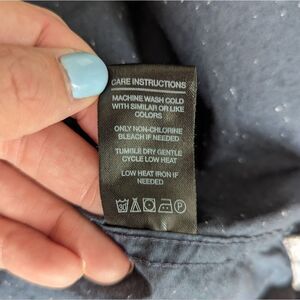 CARE INSTRUCTIONS
MACHINE WASH COLD
WITH SIMILAR OR LIKE
COLORS
ONLY NON-CHLORINE
BLEACH IF NEEDED
TUMBLE DRY GENTLE
CYCLE LOW HEAT
LOW HEAT IRON IF
NEEDED
30 P